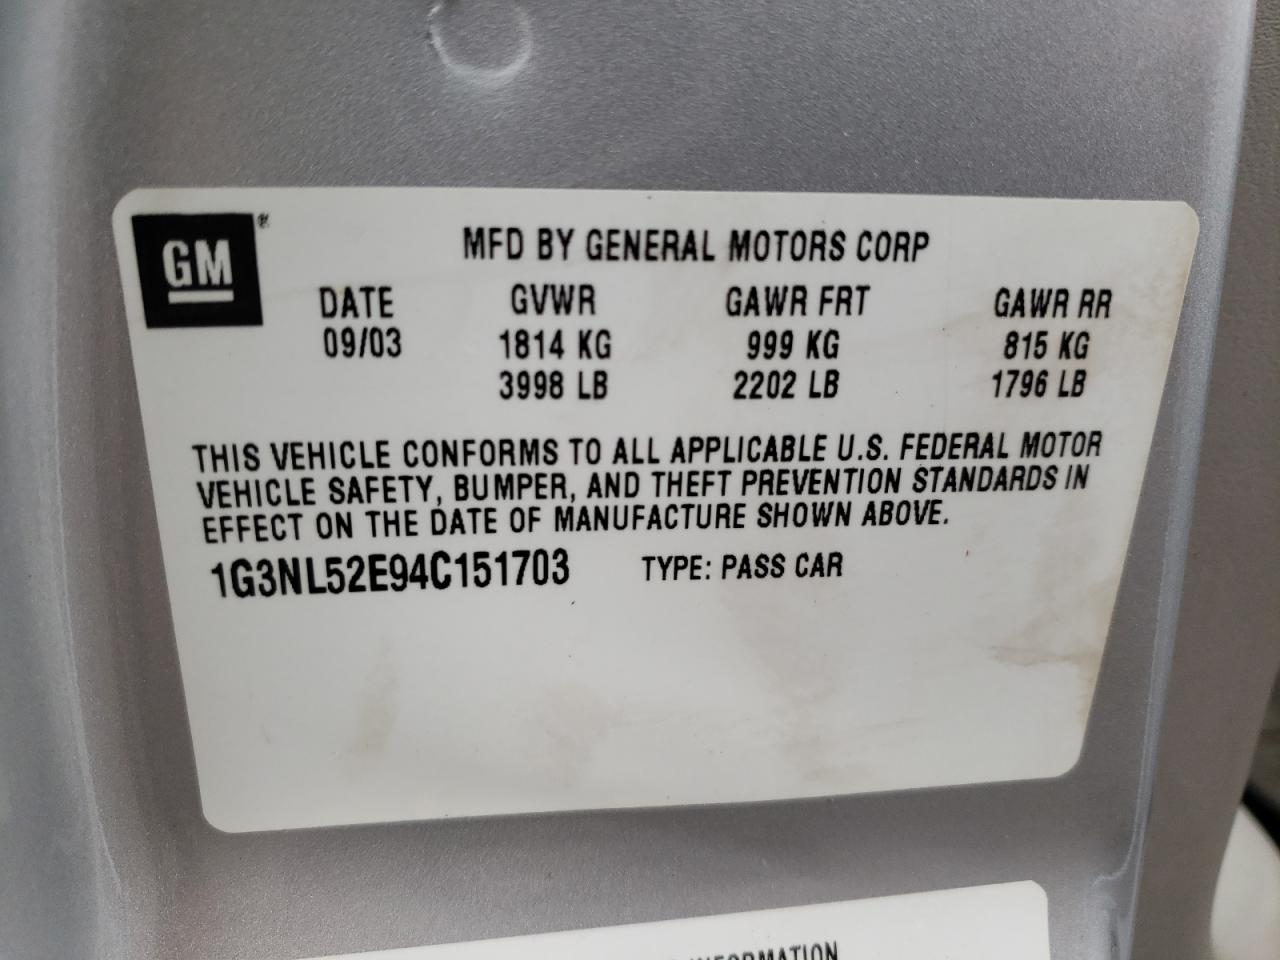 GM®
MFD BY GENERAL MOTORS CORP
DATE GVWR GAWR FRT GAWR RR
09/03 1814 KG 999 KG 815 KG
3998 LB 2202 LB 1796 LB
THIS VEHICLE CONFORMS TO ALL APPLICABLE U.S. FEDERAL MOTOR
VEHICLE SAFETY, BUMPER, AND THEFT PREVENTION STANDARDS IN
EFFECT ON THE DATE OF MANUFACTURE SHOWN ABOVE.
1G3NL52E94C151703 TYPE: PASS CAR